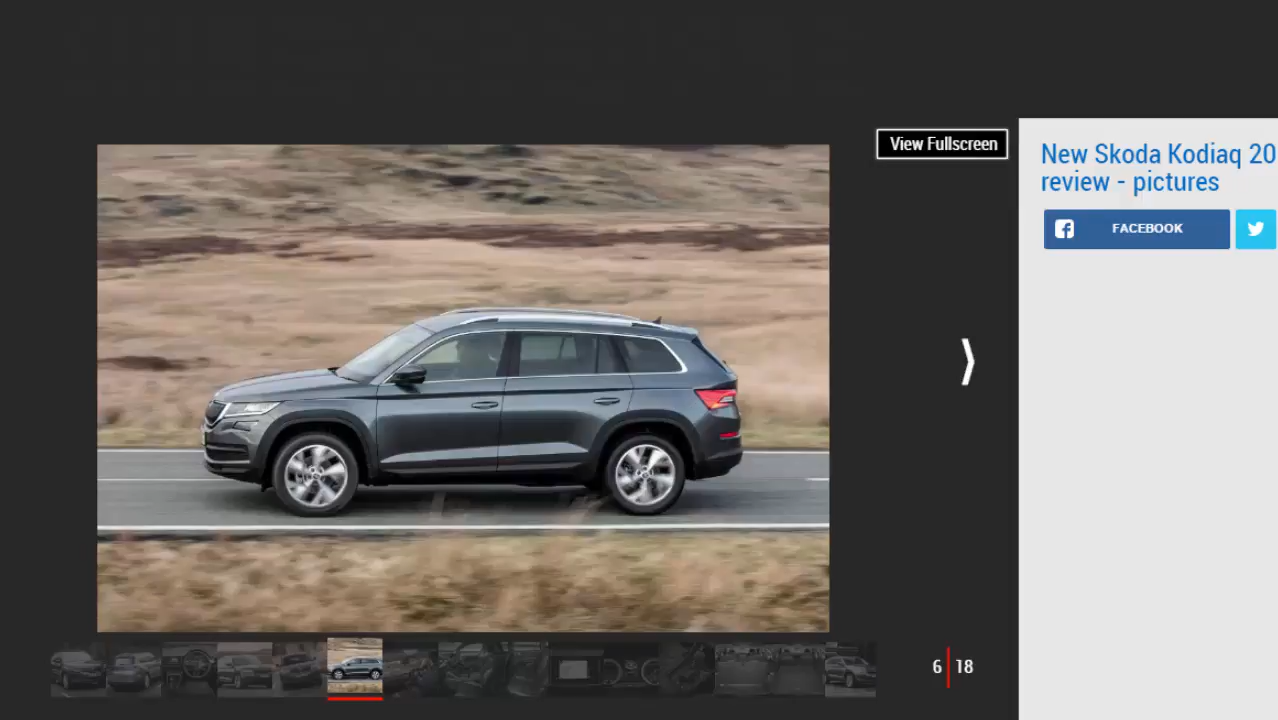 View Fullscreen
New Skoda Kodiaq 20
review - pictures
FACEBOOK
6 18